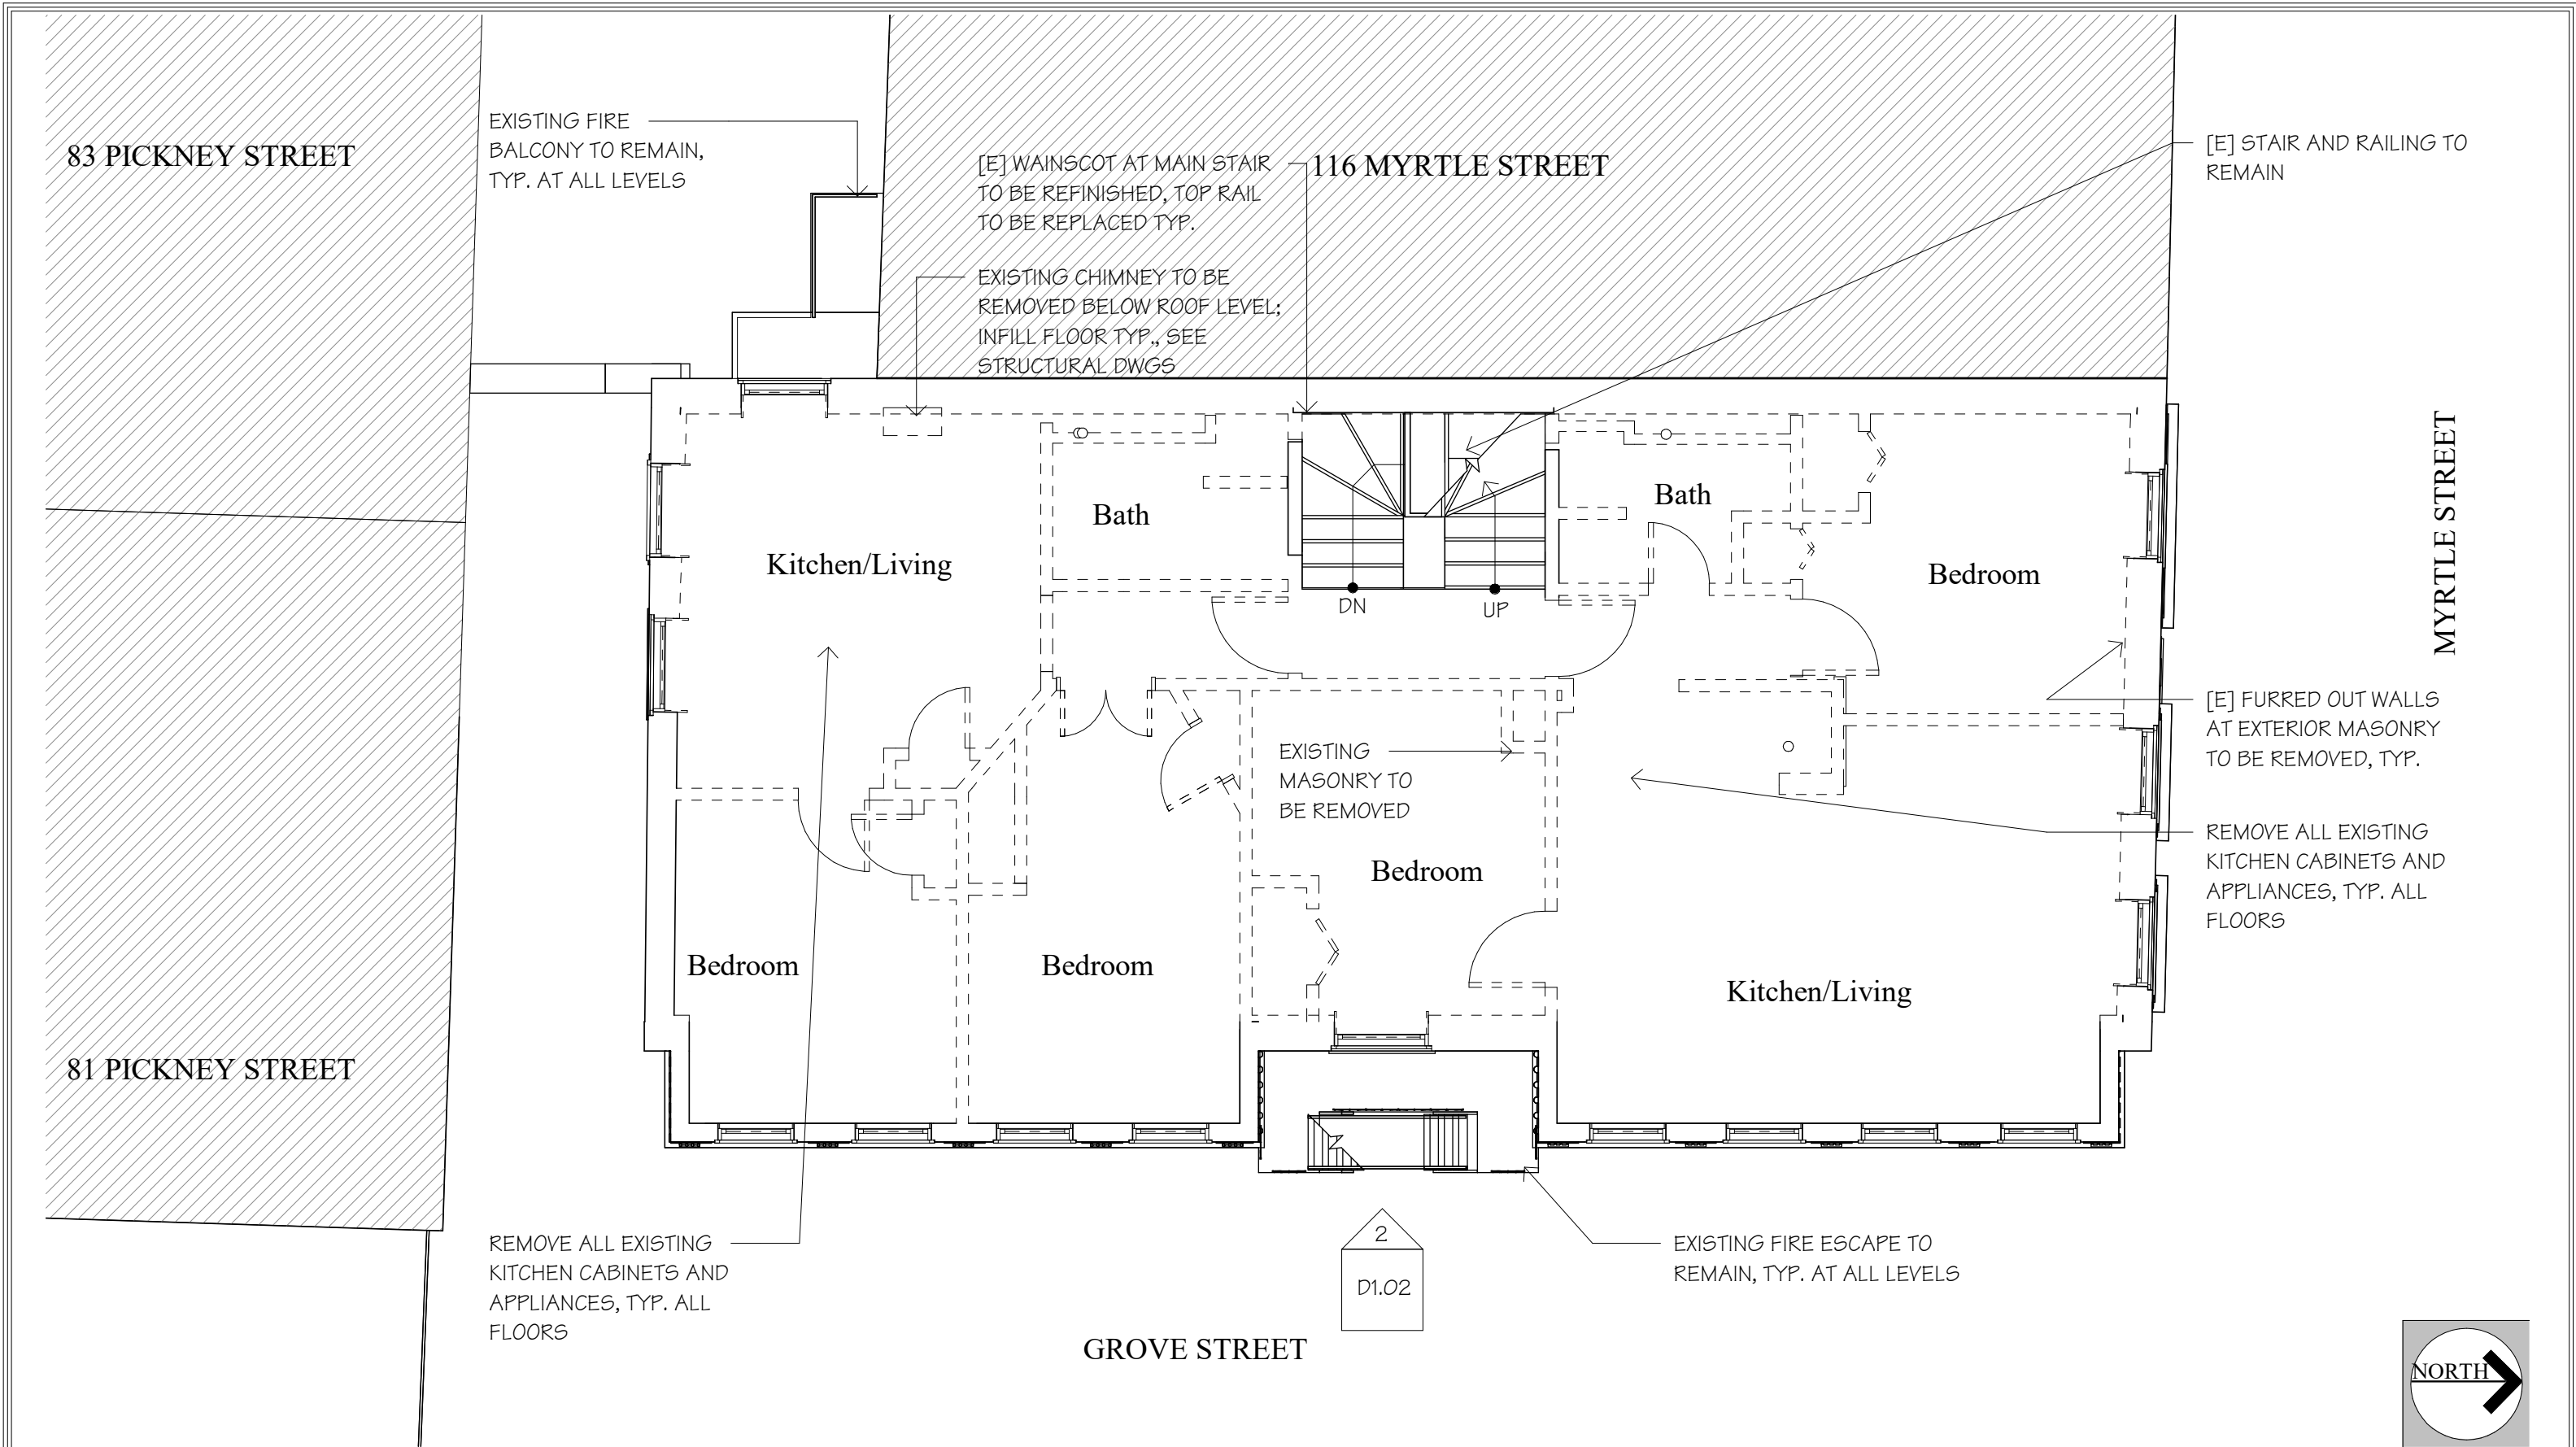 83 PICKNEY STREET
EXISTING FIRE
BALCONY TO REMAIN,
TYP. AT ALL LEVELS
[E] WAINSCOT AT MAIN STAIR
TO BE REFINISHED, TOP RAIL
TO BE REPLACED TYP.
116 MYRTLE STREET
[E] STAIR AND RAILING TO
REMAIN
EXISTING CHIMNEY TO BE
REMOVED BELOW ROOF LEVEL;
INFILL FLOOR TYP., SEE
STRUCTURAL DWGS
Kitchen/Living
Bath
DN
UP
Bath
Bedroom
MYRTLE STREET
[E] FURRED OUT WALLS
AT EXTERIOR MASONRY
TO BE REMOVED, TYP.
EXISTING
MASONRY TO
BE REMOVED
REMOVE ALL EXISTING
KITCHEN CABINETS AND
APPLIANCES, TYP. ALL
FLOORS
Bedroom
Bedroom
Bedroom
Kitchen/Living
81 PICKNEY STREET
REMOVE ALL EXISTING
KITCHEN CABINETS AND
APPLIANCES, TYP. ALL
FLOORS
2
D1.02
EXISTING FIRE ESCAPE TO
REMAIN, TYP. AT ALL LEVELS
GROVE STREET
NORTH